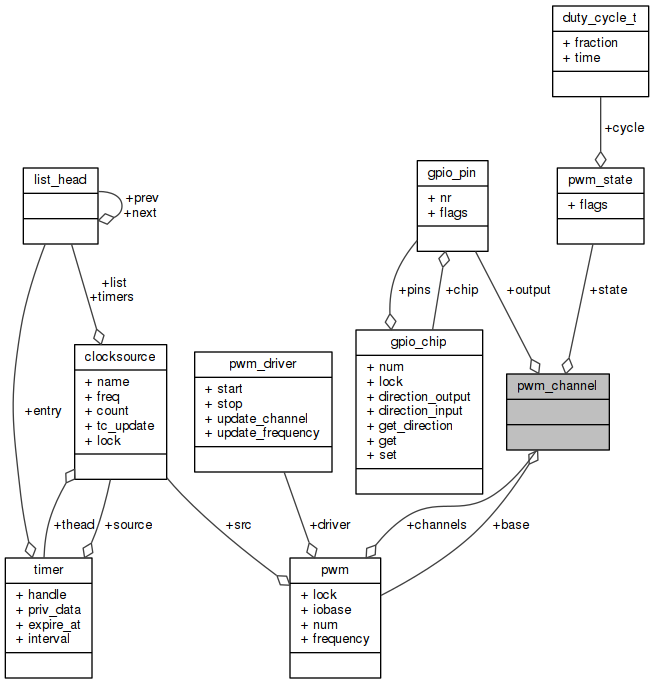 duty_cycle_t
+ fraction
+ time
+cycle
list_head
+prev
+next
gpio_pin
+ nr
+ flags
pwm_state
+ flags
+list
+timers
+pins
+chip
+output
+state
clocksource
+ name
+ freq
+ count
+ tc_update
+ lock
pwm_driver
+ start
+ stop
+ update_channel
+ update_frequency
gpio_chip
+ num
+ lock
+ direction_output
+ direction_input
+ get_direction
+ get
+ set
pwm_channel
+entry
+thead
+source
+src
+driver
+channels
+base
timer
+ handle
+ priv_data
+ expire_at
+ interval
pwm
+ lock
+ iobase
+ num
+ frequency